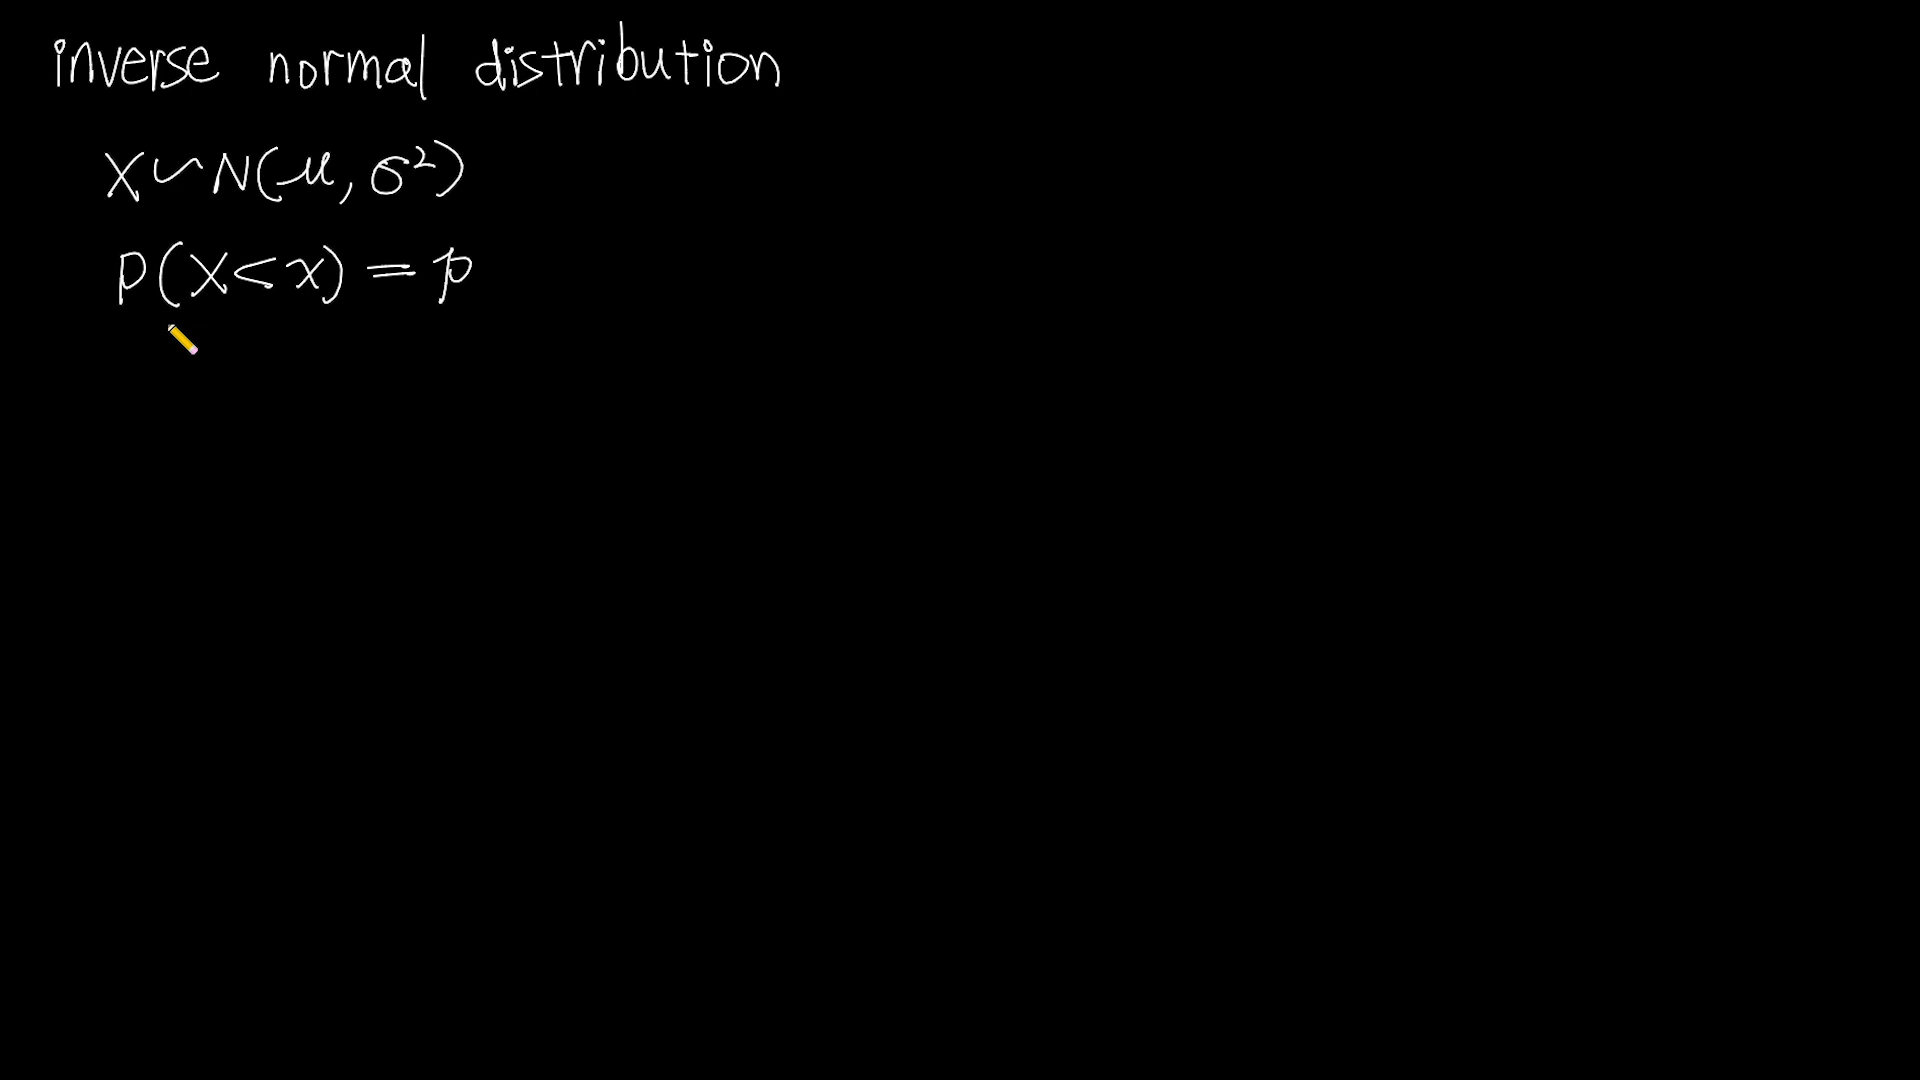 inverse normal distribution
X ~ N(μ, σ²)
P(X < x) = p